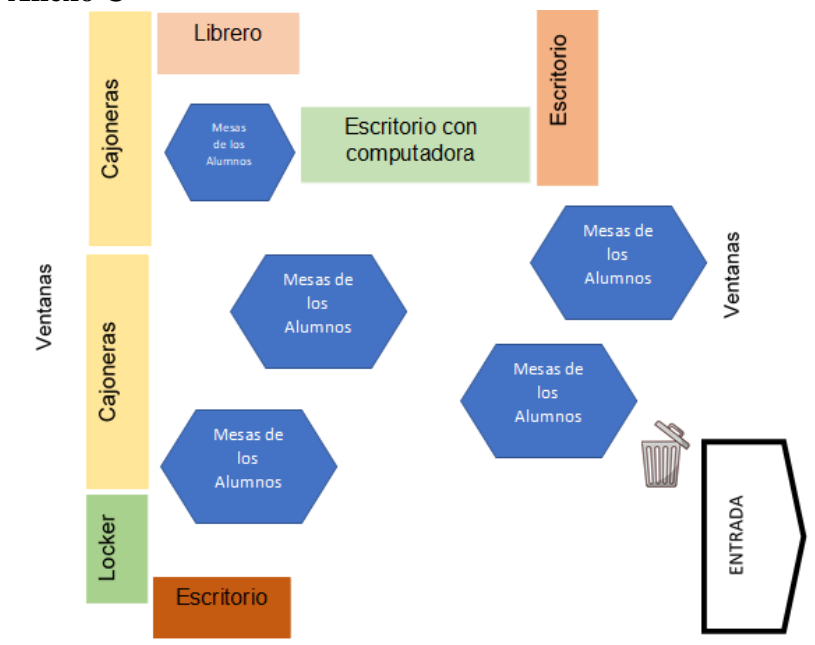 Librero
Cajoneras
Escritorio
Mesas
de los
Alumnos
Escritorio con
computadora
Mesas de
los
Alumnos
Ventanas
Ventanas
Mesas de
los
Alumnos
Cajoneras
Mesas de
los
Alumnos
Mesas de
los
Alumnos
Locker
ENTRADA
Escritorio